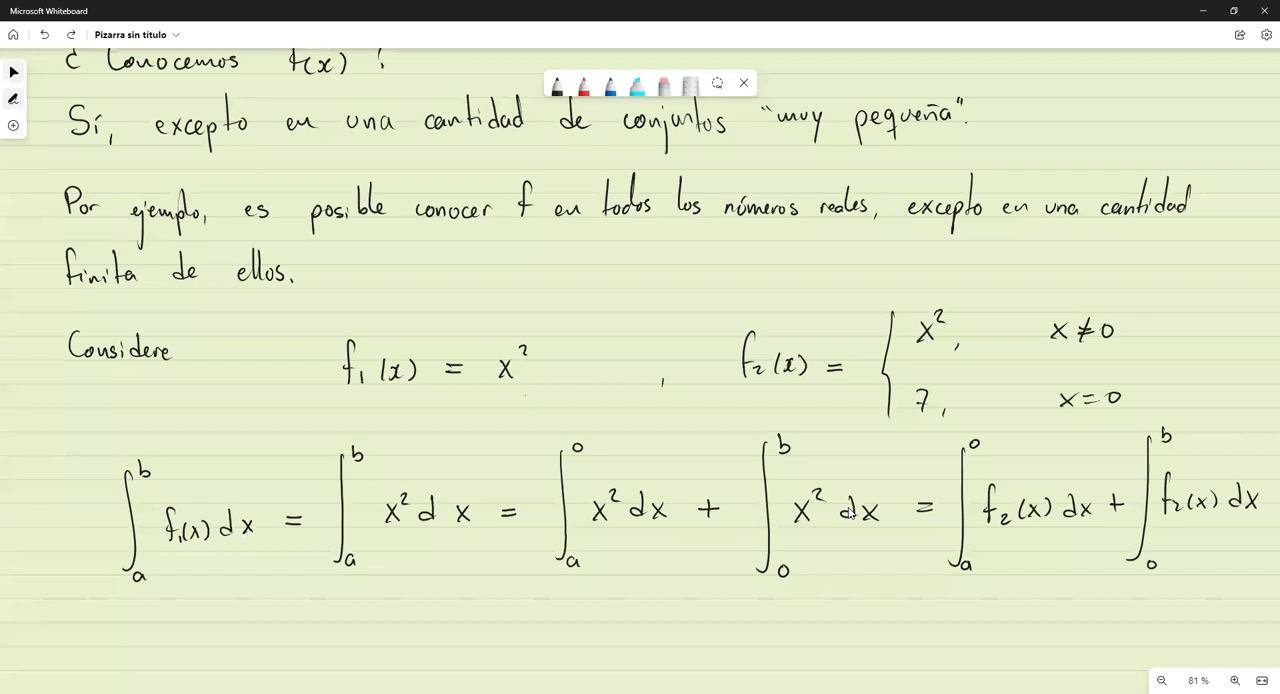 Microsoft Whiteboard
Pizarra sin título
¿ Conocemos f(x) ?
Sí, excepto en una cantidad de conjuntos "muy pequeña".
Por ejemplo, es posible conocer f en todos los números reales, excepto en una cantidad
finita de ellos.
Considere f₁(x) = x² , f₂(x) = { x², x ≠ 0
7, x = 0
∫ₐᵇ f₁(x) dx = ∫ₐᵇ x² d x = ∫ₐ⁰ x² dx + ∫₀ᵇ x² dx = ∫ₐ⁰ f₂(x) dx + ∫₀ᵇ f₂(x) dx
81 %